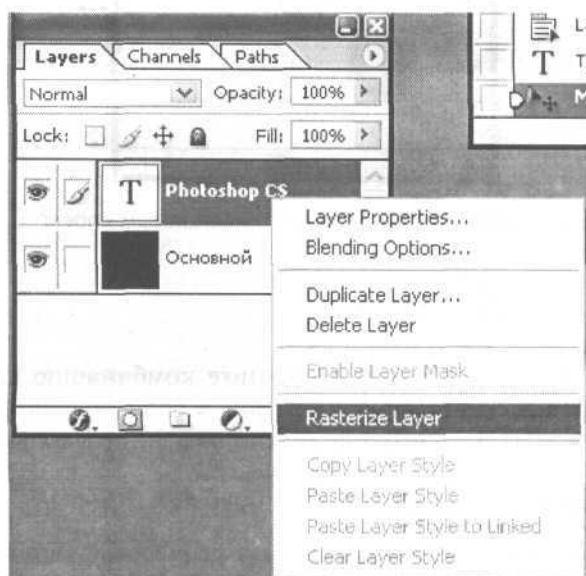 Layers Channels Paths
Normal Opacity: 100%
Lock: Fill: 100%
T Photoshop CS
Основной
Layer Properties...
Blending Options...
Duplicate Layer...
Delete Layer
Enable Layer Mask
Rasterize Layer
Copy Layer Style
Paste Layer Style
Paste Layer Style to Linked
Clear Layer Style
T